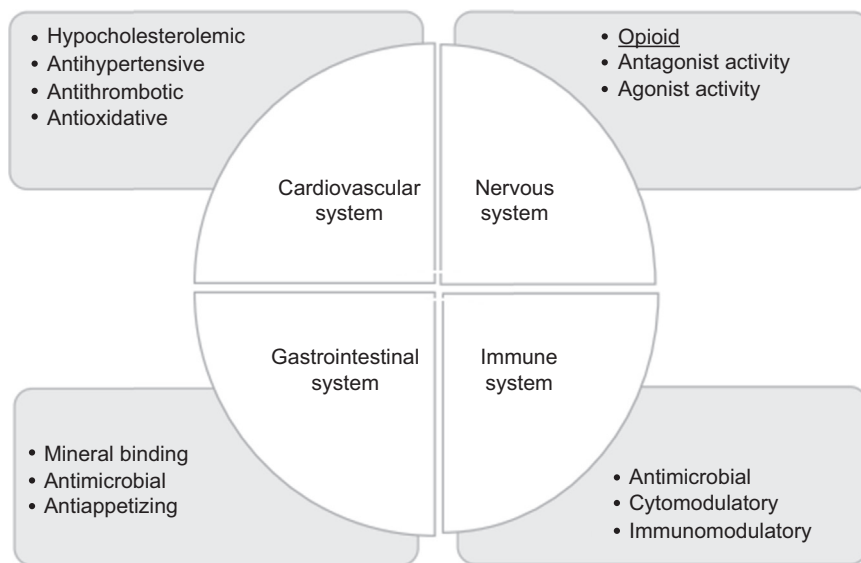 • Hypocholesterolemic
• Antihypertensive
• Antithrombotic
• Antioxidative
• Opioid
• Antagonist activity
• Agonist activity
Cardiovascular
system
Nervous
system
Gastrointestinal
system
Immune
system
• Mineral binding
• Antimicrobial
• Antiappetizing
• Antimicrobial
• Cytomodulatory
• Immunomodulatory